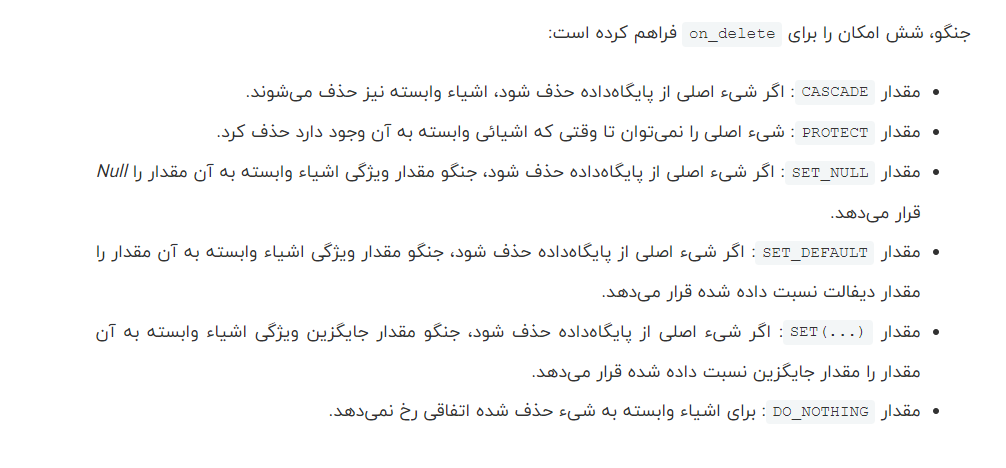 جنگو، شش امکان را برای on_delete فراهم کرده است:
مقدار CASCADE : اگر شیء اصلی از پایگاه‌داده حذف شود، اشیاء وابسته نیز حذف می‌شوند.
مقدار PROTECT : شیء اصلی را نمی‌توان تا وقتی که اشیائی وابسته به آن وجود دارد حذف کرد.
مقدار SET_NULL : اگر شیء اصلی از پایگاه‌داده حذف شود، جنگو مقدار ویژگی اشیاء وابسته به آن مقدار را Null
قرار می‌دهد.
مقدار SET_DEFAULT : اگر شیء اصلی از پایگاه‌داده حذف شود، جنگو مقدار ویژگی اشیاء وابسته به آن مقدار را
مقدار دیفالت نسبت داده شده قرار می‌دهد.
مقدار SET(...) : اگر شیء اصلی از پایگاه‌داده حذف شود، جنگو مقدار جایگزین ویژگی اشیاء وابسته به آن
مقدار را مقدار جایگزین نسبت داده شده قرار می‌دهد.
مقدار DO_NOTHING : برای اشیاء وابسته به شیء حذف شده اتفاقی رخ نمی‌دهد.